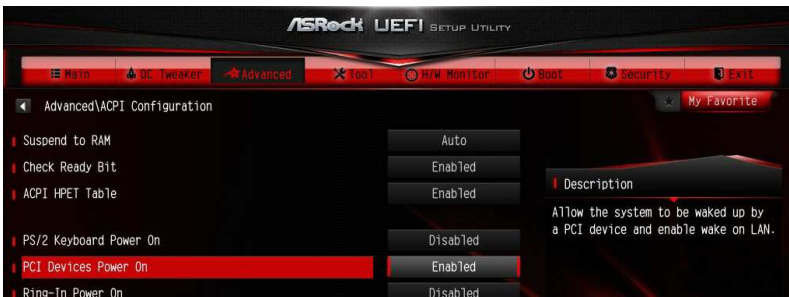 ASRock UEFI SETUP UTILITY
Main OC Tweaker Advanced Tool H/W Monitor Boot Security Exit
Advanced\ACPI Configuration
My Favorite
Suspend to RAM Auto
Check Ready Bit Enabled
ACPI HPET Table Enabled
PS/2 Keyboard Power On Disabled
PCI Devices Power On Enabled
Ring-In Power On Disabled
Description
Allow the system to be waked up by
a PCI device and enable wake on LAN.